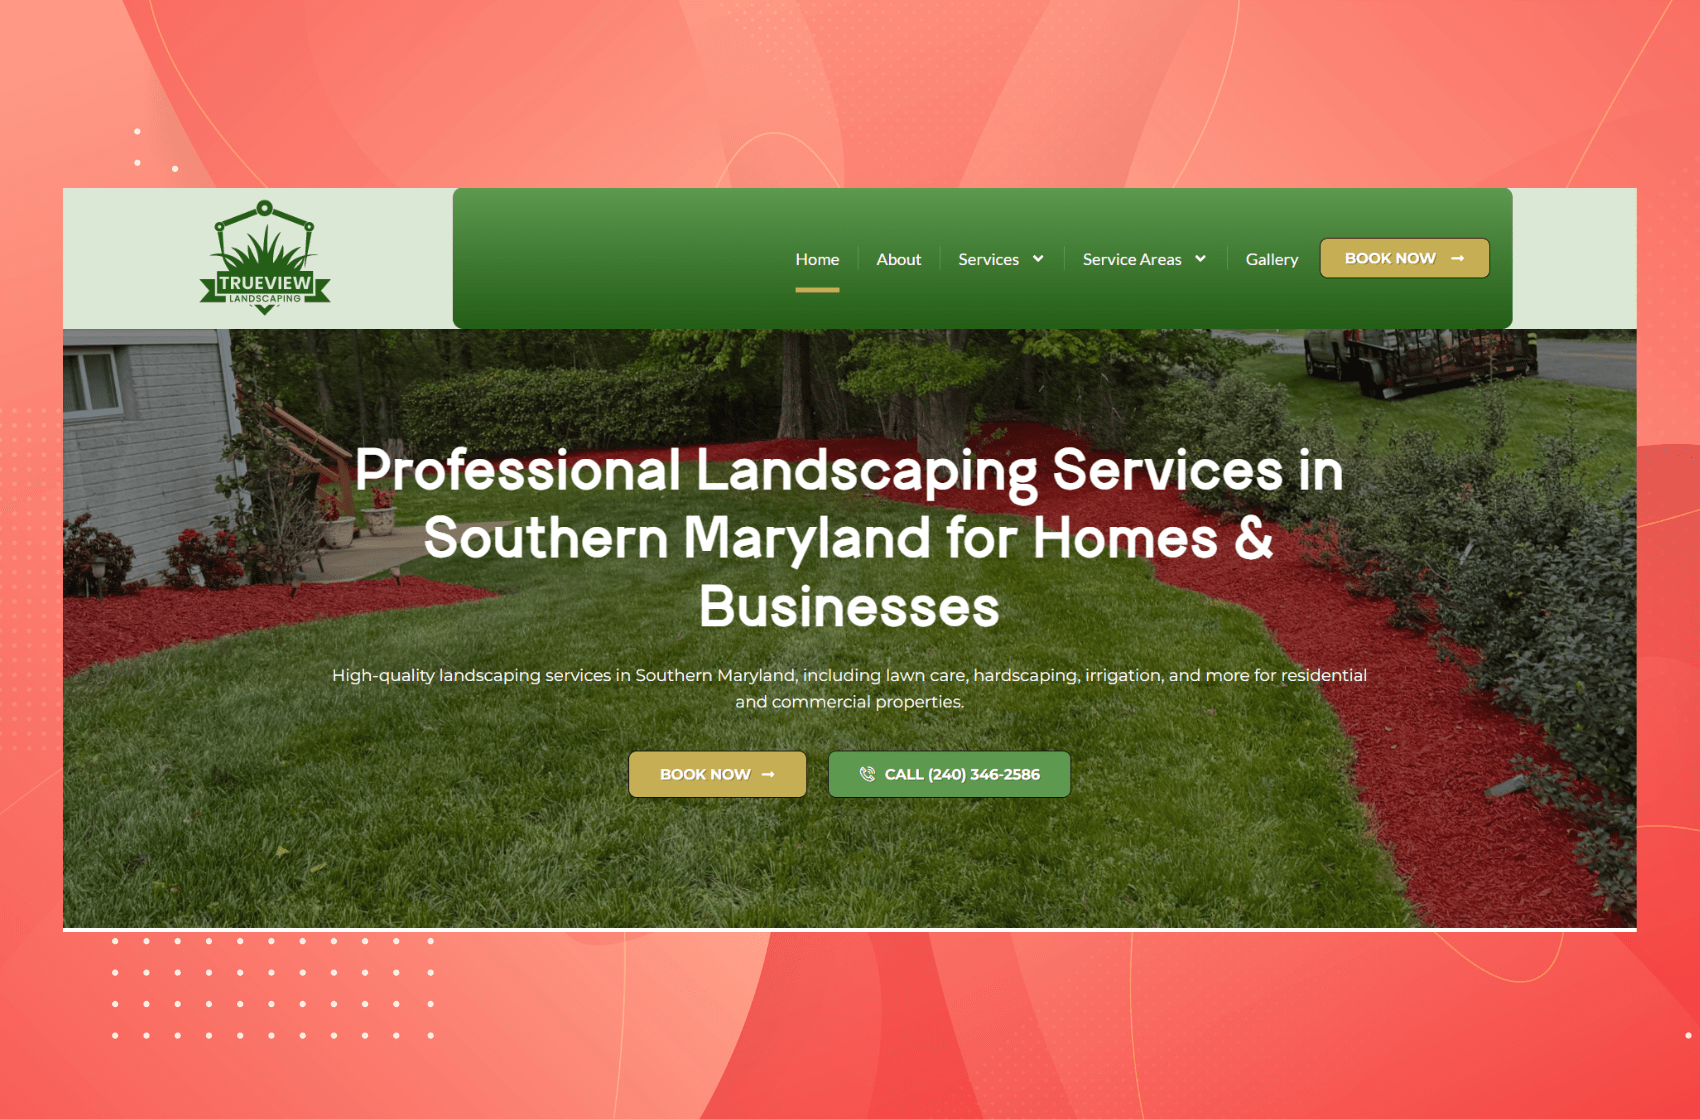 TRUEVIEW
LANDSCAPING
Home
About
Services
Service Areas
Gallery
BOOK NOW
Professional Landscaping Services in
Southern Maryland for Homes &
Businesses
High-quality landscaping services in Southern Maryland, including lawn care, hardscaping, irrigation, and more for residential
and commercial properties.
BOOK NOW
CALL (240) 346-2586